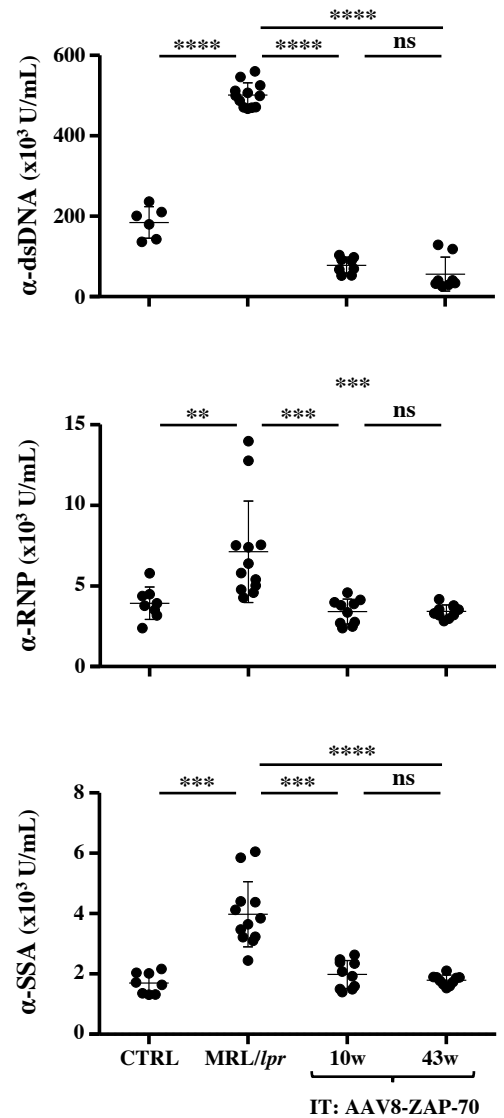 ****
**** **** ns
α-dsDNA (x10³ U/mL)
600
400
200
0
***
** *** ns
α-RNP (x10³ U/mL)
15
10
5
0
****
*** *** ns
α-SSA (x10³ U/mL)
8
6
4
2
0
CTRL MRL/lpr 10w 43w
IT: AAV8-ZAP-70